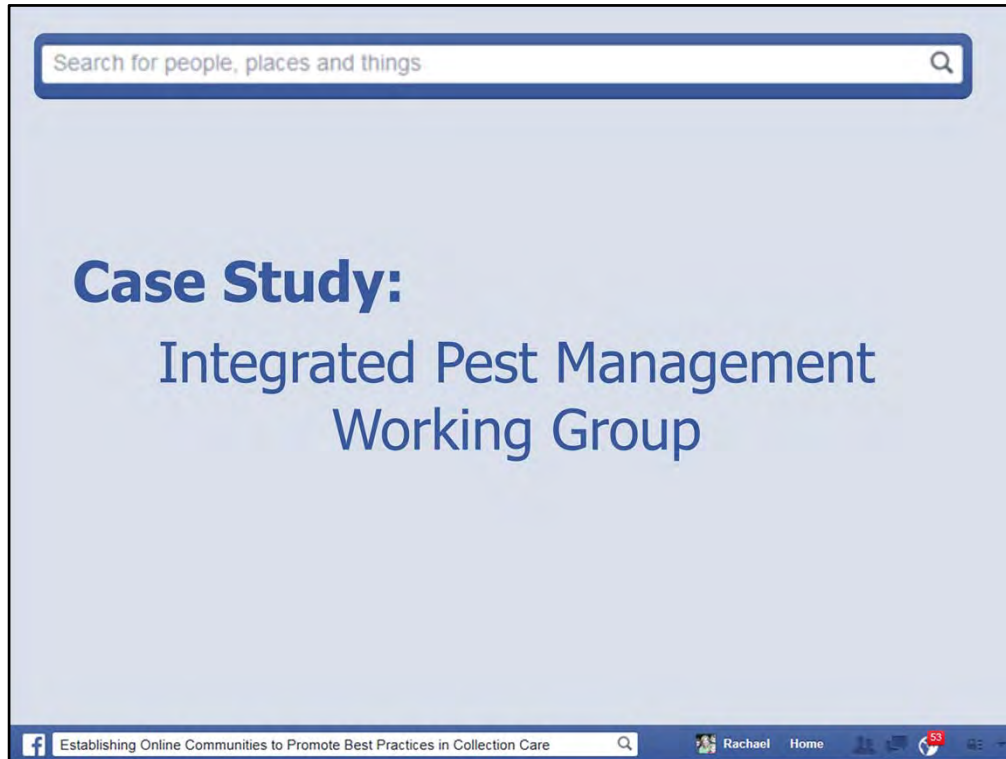 Search for people, places and things
Case Study:
Integrated Pest Management
Working Group
f Establishing Online Communities to Promote Best Practices in Collection Care Rachael Home 53